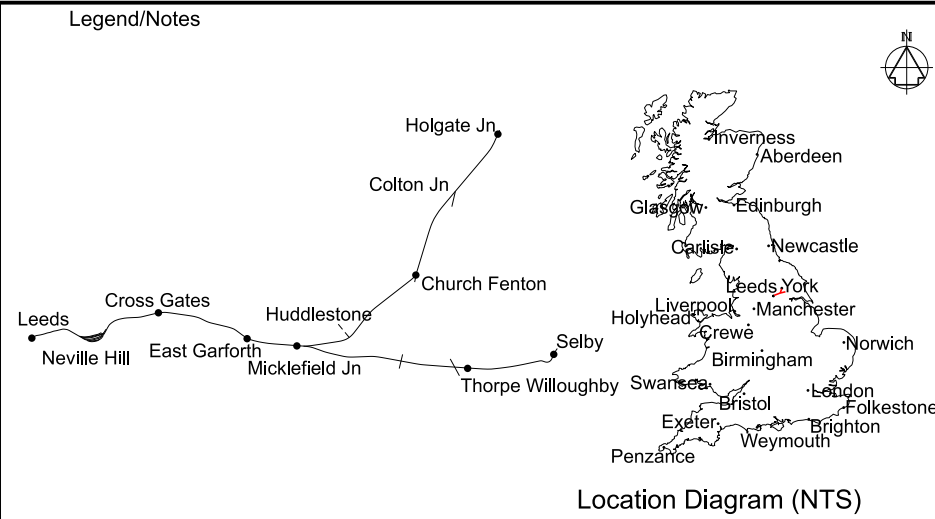 Legend/Notes
N
Holgate Jn
Colton Jn
Church Fenton
Huddlestone
Cross Gates
Leeds
Neville Hill
East Garforth
Micklefield Jn
Selby
Thorpe Willoughby
Inverness
Aberdeen
Glasgow
Edinburgh
Carlisle
Newcastle
Leeds York
Liverpool
Manchester
Holyhead
Crewe
Norwich
Birmingham
Swansea
London
Bristol
Folkestone
Exeter
Brighton
Weymouth
Penzance
Location Diagram (NTS)